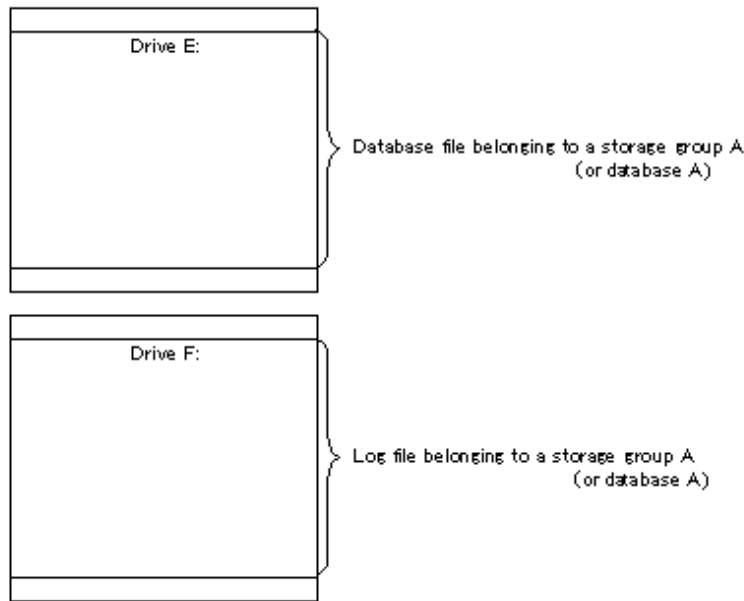 Drive E:
Database file belonging to a storage group A
(or database A)
Drive F:
Log file belonging to a storage group A
(or database A)